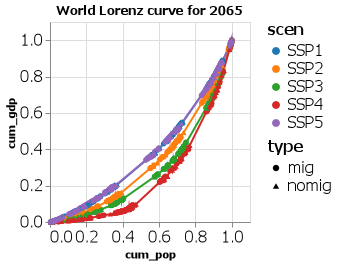 World Lorenz curve for 2065
cum_gdp
1.0
0.8
0.6
0.4
0.2
0.0
0.0 0.2 0.4 0.6 0.8 1.0
cum_pop
scen
SSP1
SSP2
SSP3
SSP4
SSP5
type
mig
nomig